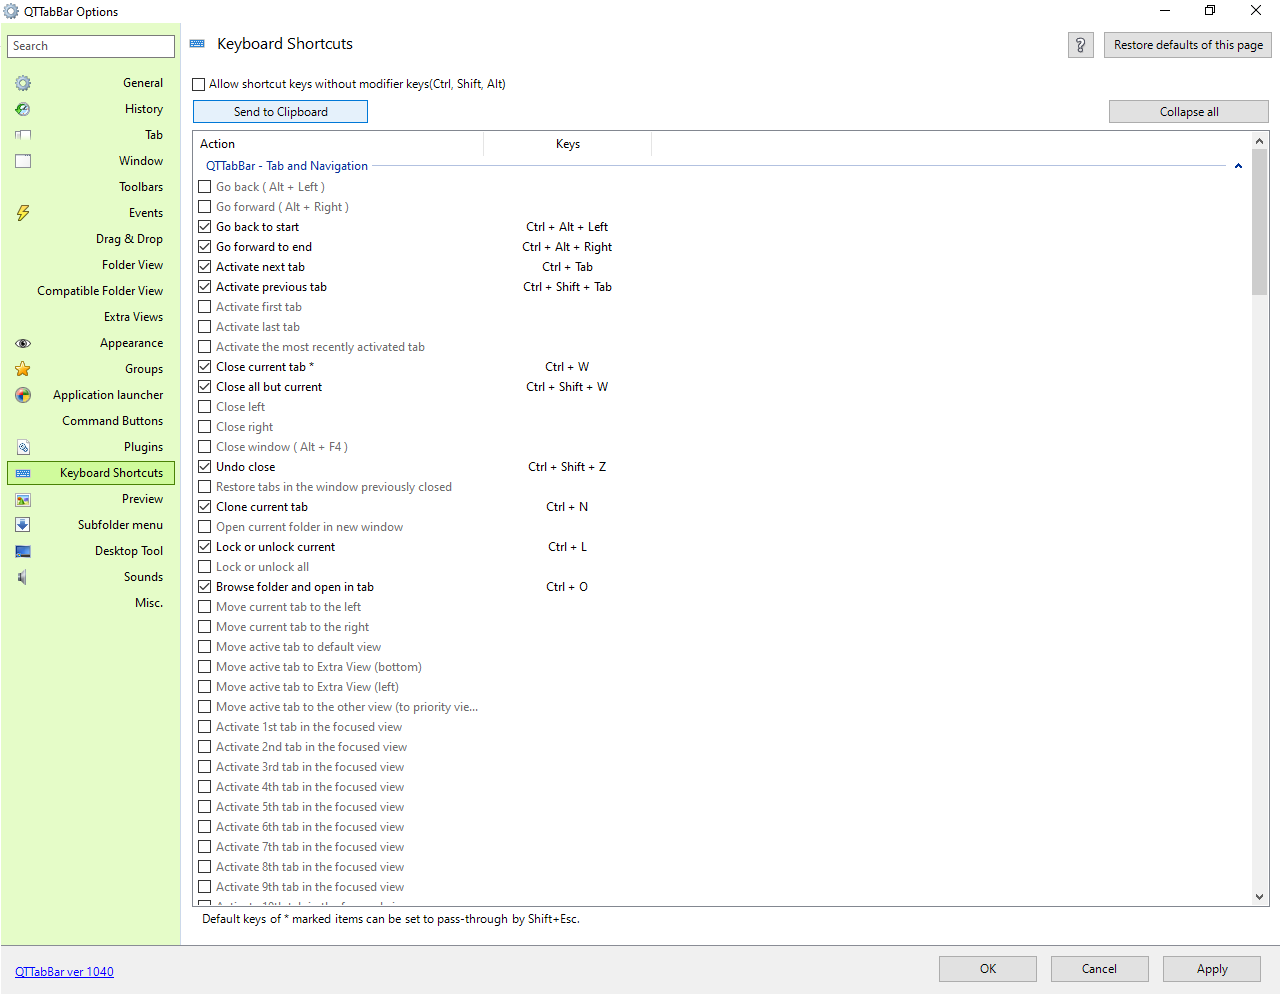 QTTabBar Options
Search
General
History
Tab
Window
Toolbars
Events
Drag & Drop
Folder View
Compatible Folder View
Extra Views
Appearance
Groups
Application launcher
Command Buttons
Plugins
Keyboard Shortcuts
Preview
Subfolder menu
Desktop Tool
Sounds
Misc.
Keyboard Shortcuts
?
Restore defaults of this page
Allow shortcut keys without modifier keys(Ctrl, Shift, Alt)
Send to Clipboard
Collapse all
Action Keys
QTTabBar - Tab and Navigation
Go back ( Alt + Left )
Go forward ( Alt + Right )
Go back to start Ctrl + Alt + Left
Go forward to end Ctrl + Alt + Right
Activate next tab Ctrl + Tab
Activate previous tab Ctrl + Shift + Tab
Activate first tab
Activate last tab
Activate the most recently activated tab
Close current tab * Ctrl + W
Close all but current Ctrl + Shift + W
Close left
Close right
Close window ( Alt + F4 )
Undo close Ctrl + Shift + Z
Restore tabs in the window previously closed
Clone current tab Ctrl + N
Open current folder in new window
Lock or unlock current Ctrl + L
Lock or unlock all
Browse folder and open in tab Ctrl + O
Move current tab to the left
Move current tab to the right
Move active tab to default view
Move active tab to Extra View (bottom)
Move active tab to Extra View (left)
Move active tab to the other view (to priority vie...
Activate 1st tab in the focused view
Activate 2nd tab in the focused view
Activate 3rd tab in the focused view
Activate 4th tab in the focused view
Activate 5th tab in the focused view
Activate 6th tab in the focused view
Activate 7th tab in the focused view
Activate 8th tab in the focused view
Activate 9th tab in the focused view
Default keys of * marked items can be set to pass-through by Shift+Esc.
QTTabBar ver 1040
OK
Cancel
Apply